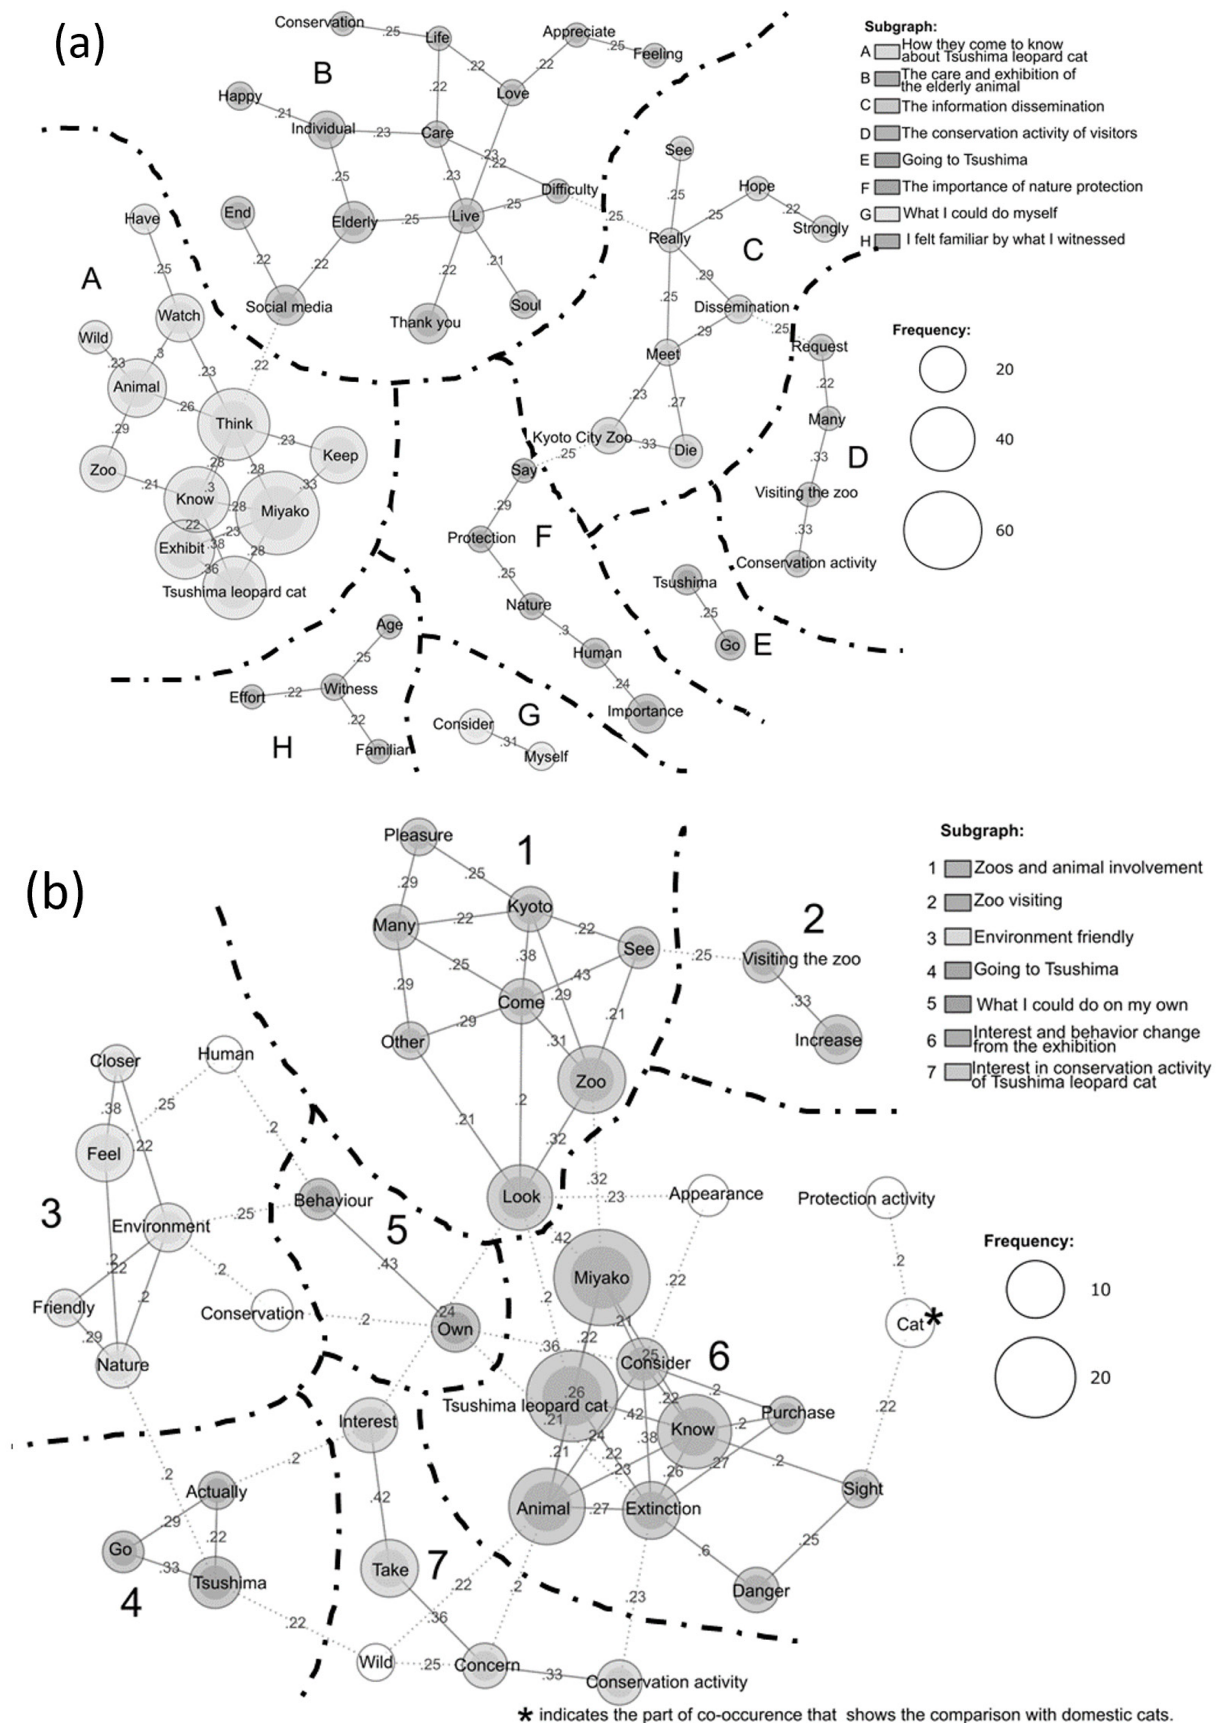 (a)
Conservation
.25
Life
Appreciate
.25
Feeling
.22
.22
B
.22
Love
Happy
.21
Individual
.23
Care
.23
.22
.25
.23
Difficulty
End
Elderly
.25
Live
.25
.25
.22
.22
.22
.21
Social media
Thank you
Soul
See
.25
Hope
.22
.25
Strongly
Really
C
.29
.25
Dissemination
.29
.25
Meet
.23
.27
Kyoto City Zoo
.33
Die
.25
Request
.22
Many
.33
D
Visiting the zoo
.33
Conservation activity
Have
A
.25
Watch
Wild
.23
.3
.23
.22
Animal
.26
Think
.29
.23
Keep
Zoo
.28
.28
.21
Know
.3
.33
.28
Miyako
.22
.23
Exhibit
.38
.28
.36
Tsushima leopard cat
Say
.29
Protection
F
.25
Nature
.3
Human
.24
Importance
Tsushima
.25
Go
E
Age
.25
Effort
.22
Witness
.22
H
Familiar
Consider
G
.31
Myself
Subgraph:
A How they come to know
about Tsushima leopard cat
B The care and exhibition of
the elderly animal
C The information dissemination
D The conservation activity of visitors
E Going to Tsushima
F The importance of nature protection
G What I could do myself
H I felt familiar by what I witnessed
Frequency:
20
40
60
(b)
Pleasure
1
.29
.25
Kyoto
Many
.22
.22
See
.38
.25
.43
.29
Come
.29
.29
.21
Other
.31
Zoo
.2
.21
.32
Look
.25
2
Visiting the zoo
.33
Increase
Closer
Human
.38
.25
Feel
.22
.2
3
Behaviour
Environment
.25
5
.2
.22
.2
.2
.43
Friendly
Conservation
.29
.2
.24
Own
Nature
.32
.23
Appearance
Protection activity
.42
Miyako
.22
.2
.2
.21
Cat*
.22
.36
.25
Consider
6
.26
.2
Tsushima leopard cat
.22
Purchase
.22
.21
.42
Know
.2
.24
.38
.21
.22
.27
.23
.26
.2
Sight
Animal
.27
Extinction
.6
.25
Danger
Interest
.2
.2
Actually
.42
.29
.22
Go
.33
Tsushima
4
Take
7
.22
.2
.23
.22
.36
Wild
.25
Concern
.33
Conservation activity
Subgraph:
1 Zoos and animal involvement
2 Zoo visiting
3 Environment friendly
4 Going to Tsushima
5 What I could do on my own
6 Interest and behavior change
from the exhibition
7 Interest in conservation activity
of Tsushima leopard cat
Frequency:
10
20
* indicates the part of co-occurence that shows the comparison with domestic cats.